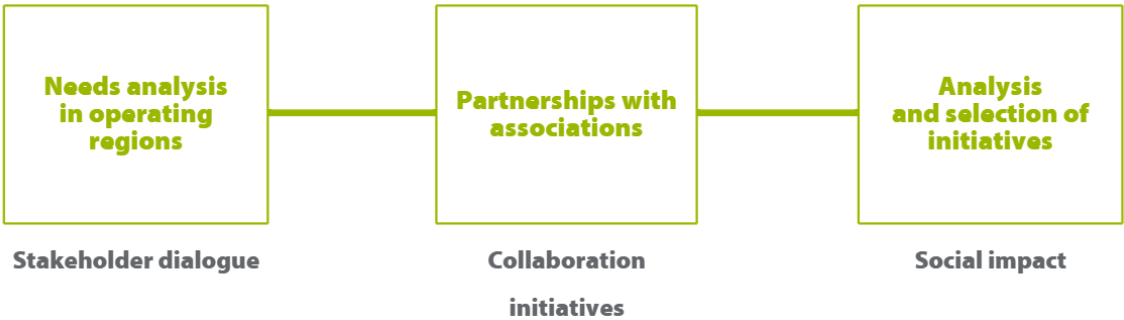 Needs analysis
in operating
regions
Partnerships with
associations
Analysis
and selection of
initiatives
Stakeholder dialogue
Collaboration
initiatives
Social impact